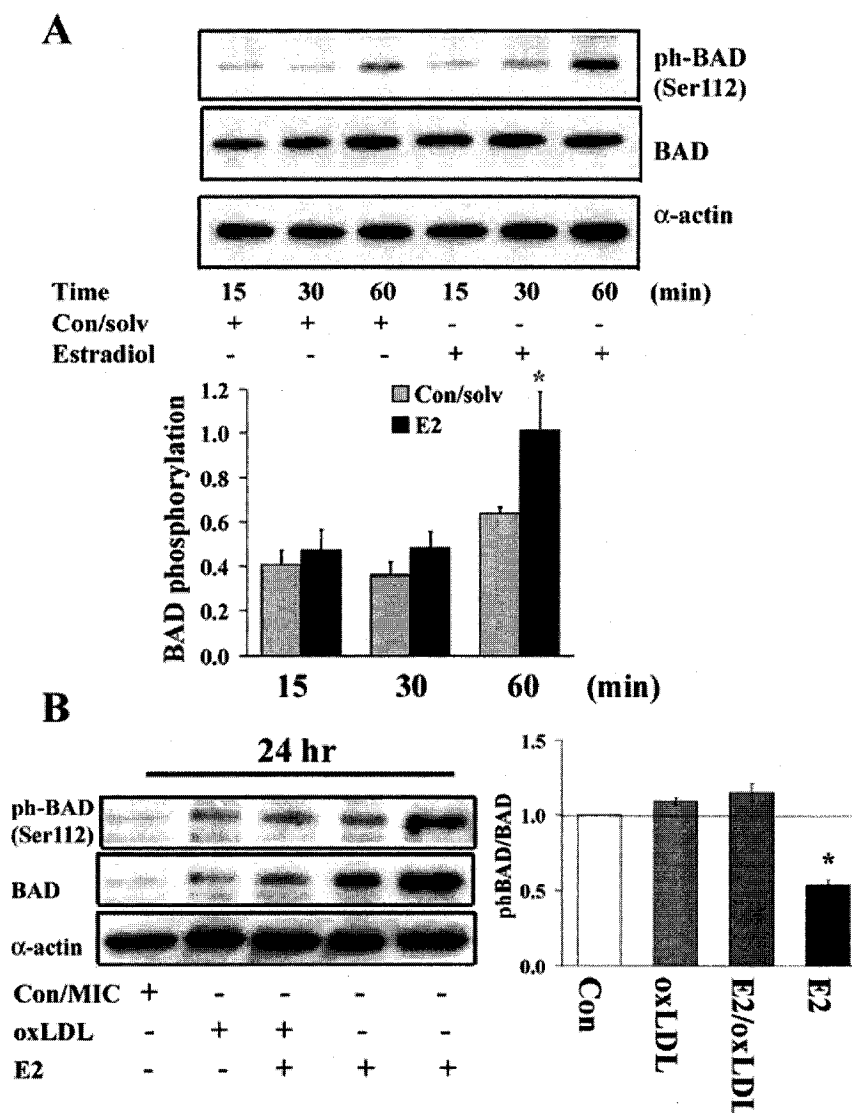 A
ph-BAD
(Ser112)
BAD
α-actin
Time 15 30 60 15 30 60 (min)
Con/solv + + + - - -
Estradiol - - - + + +
BAD phosphorylation
1.2
1.0
0.8
0.6
0.4
0.2
0.0
Con/solv
E2
*
15 30 60 (min)
B
24 hr
ph-BAD
(Ser112)
BAD
α-actin
Con/MIC + - - - -
oxLDL - + + - -
E2 - - + + +
phBAD/BAD
1.5
1.0
0.5
0.0
*
Con
oxLDL
E2/oxLDL
E2